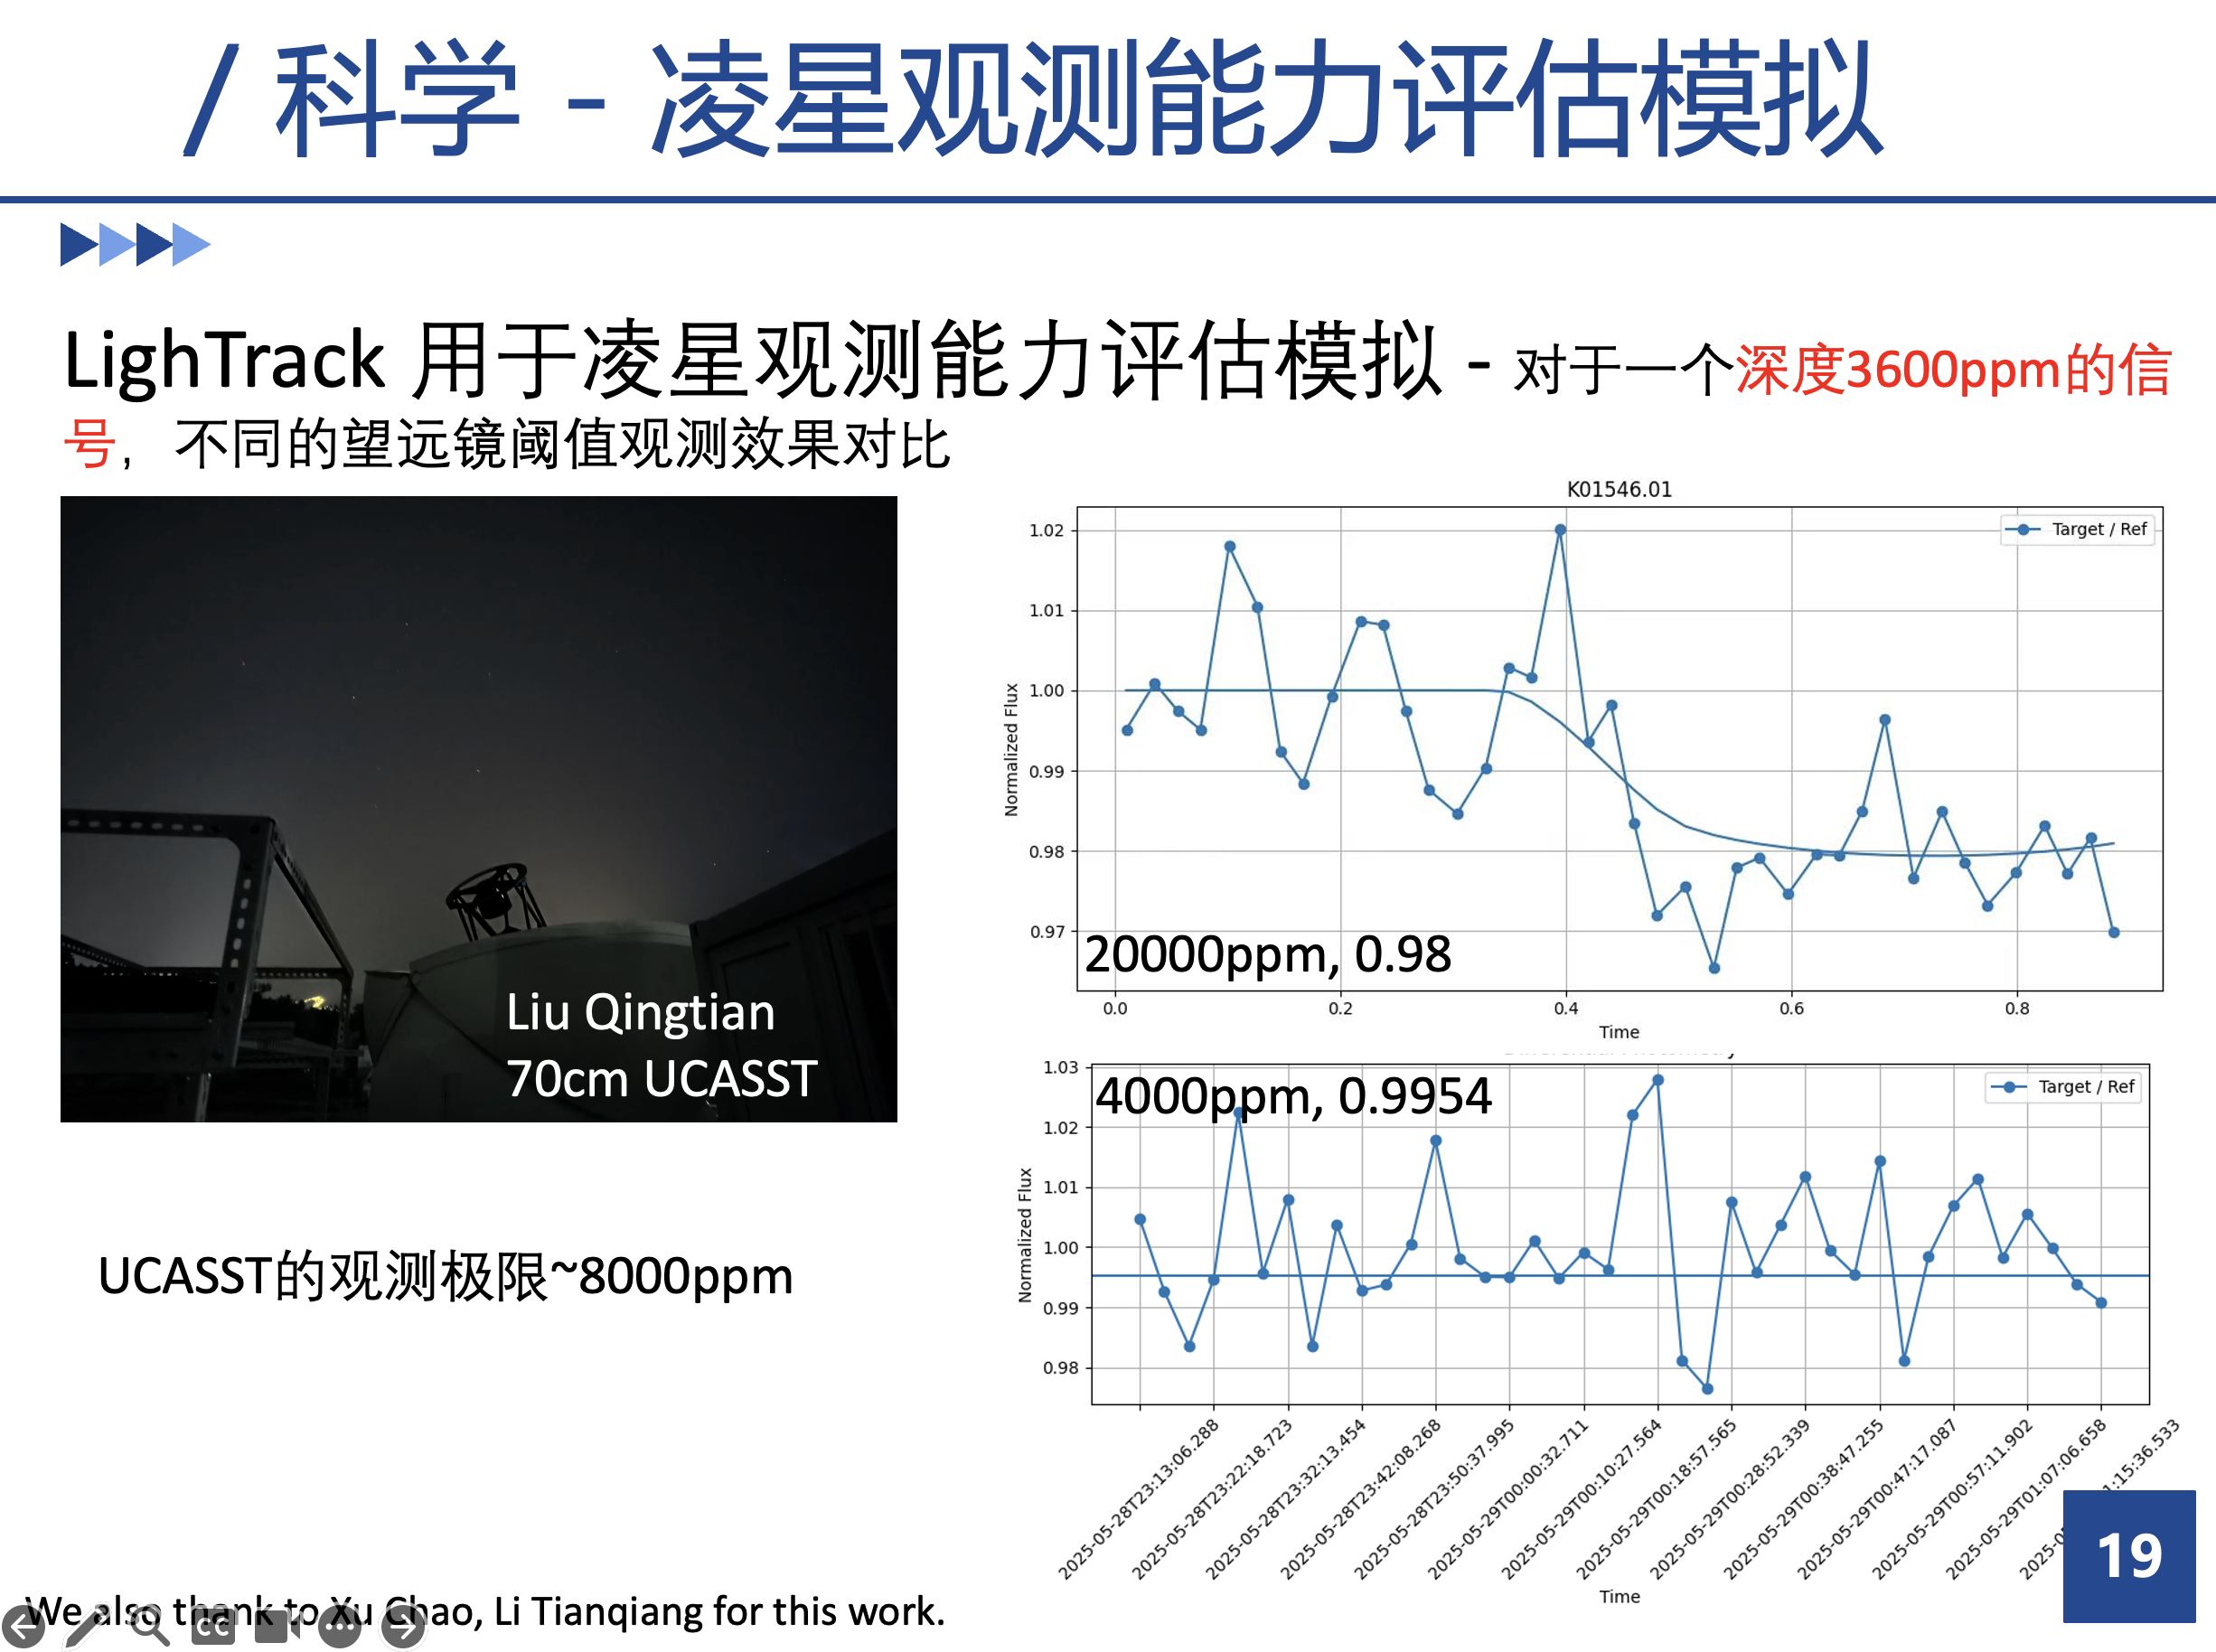 / 科学 - 凌星观测能力评估模拟
LighTrack 用于凌星观测能力评估模拟 - 对于一个深度3600ppm的信
号，不同的望远镜阈值观测效果对比
Liu Qingtian
70cm UCASST
UCASST的观测极限~8000ppm
K01546.01
Target / Ref
1.02
1.01
1.00
0.99
0.98
0.97
Normalized Flux
20000ppm, 0.98
0.0 0.2 0.4 0.6 0.8
Time
4000ppm, 0.9954
Target / Ref
1.03
1.02
1.01
1.00
0.99
0.98
Normalized Flux
2025-05-28T23:13:06.288
2025-05-28T23:22:18.723
2025-05-28T23:32:13.454
2025-05-28T23:42:08.268
2025-05-28T23:50:37.995
2025-05-29T00:00:32.711
2025-05-29T00:10:27.564
2025-05-29T00:18:57.565
2025-05-29T00:28:52.339
2025-05-29T00:38:47.255
2025-05-29T00:47:17.087
2025-05-29T00:57:11.902
2025-05-29T01:07:06.658
Time
19
We also thank to Xu Chao, Li Tianqiang for this work.
CC